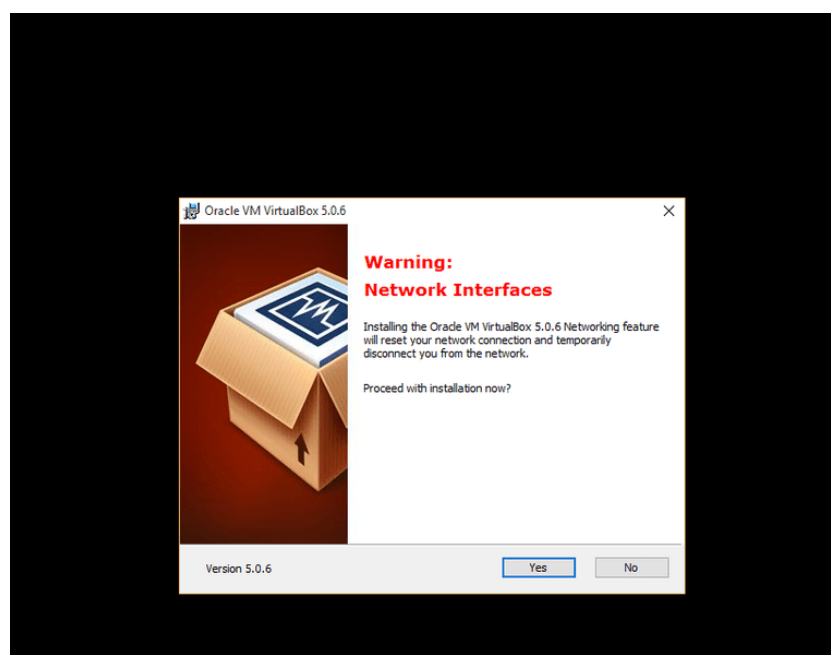 Oracle VM VirtualBox 5.0.6
Warning:
Network Interfaces
Installing the Oracle VM VirtualBox 5.0.6 Networking feature
will reset your network connection and temporarily
disconnect you from the network.
Proceed with installation now?
Version 5.0.6
Yes
No